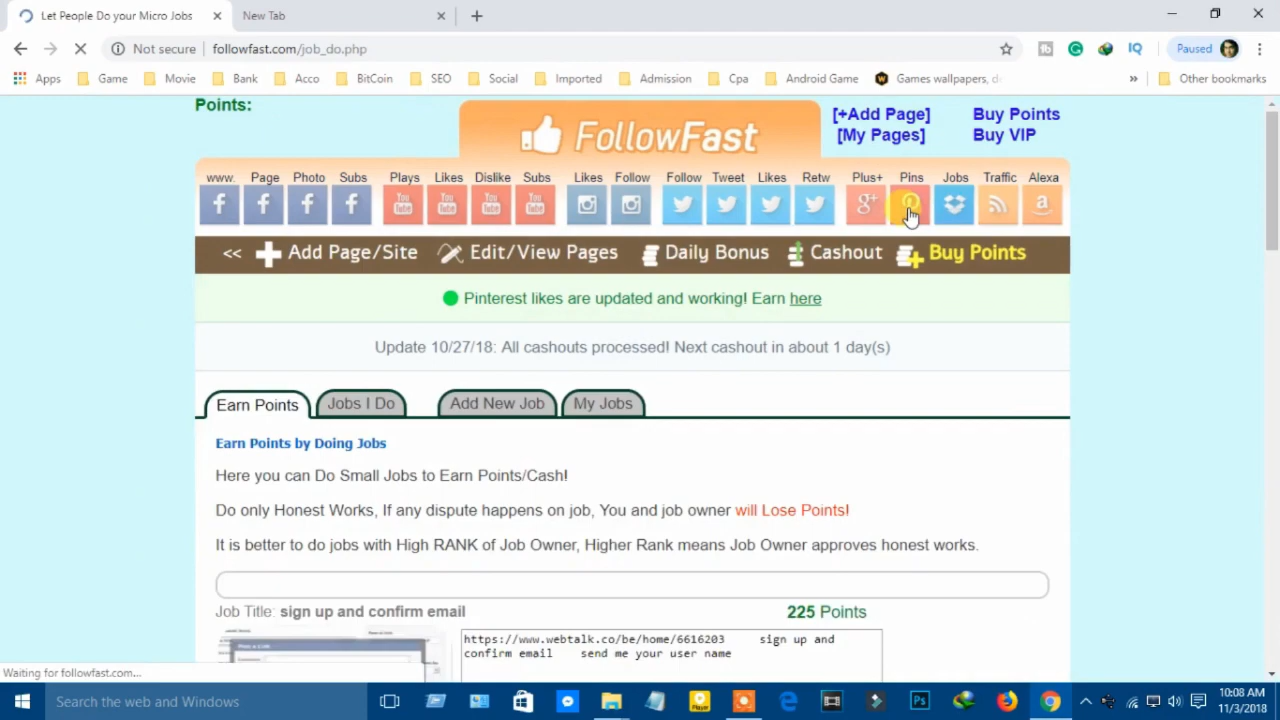 Let People Do your Micro Jobs
New Tab
Not secure | followfast.com/job_do.php
Paused
Apps Game Movie Bank Acco BitCoin SEO Social Imported Admission Cpa Android Game Games wallpapers, d » Other bookmarks
Points:
FollowFast
[+Add Page] Buy Points
[My Pages] Buy VIP
www. Page Photo Subs Plays Likes Dislike Subs Likes Follow Follow Tweet Likes Retw Plus+ Pins Jobs Traffic Alexa
<< Add Page/Site Edit/View Pages Daily Bonus Cashout Buy Points
Pinterest likes are updated and working! Earn here
Update 10/27/18: All cashouts processed! Next cashout in about 1 day(s)
Earn Points Jobs I Do Add New Job My Jobs
Earn Points by Doing Jobs
Here you can Do Small Jobs to Earn Points/Cash!
Do only Honest Works, If any dispute happens on job, You and job owner will Lose Points!
It is better to do jobs with High RANK of Job Owner, Higher Rank means Job Owner approves honest works.
Job Title: sign up and confirm email 225 Points
https://www.webtalk.co/be/home/6616203 sign up and
confirm email send me your user name
Waiting for followfast.com...
Search the web and Windows
10:08 AM
11/3/2018